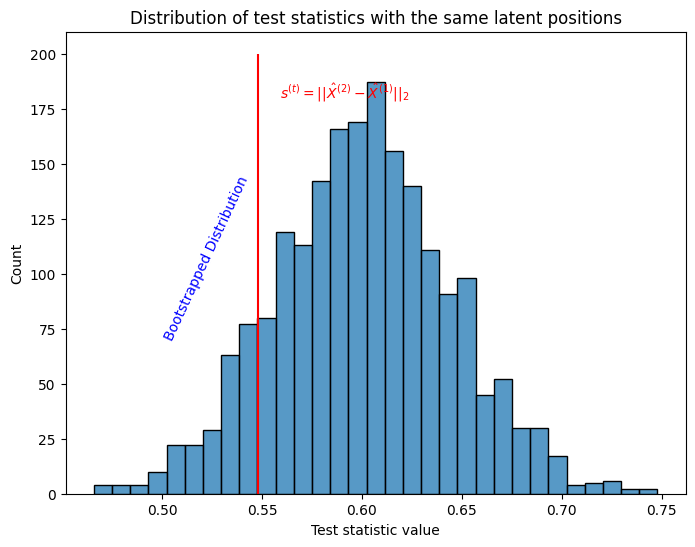 Distribution of test statistics with the same latent positions
200
175
150
125
100
75
50
25
0
Count
s^(t) = ||X̂^(2) − X̂^(1)||_2
Bootstrapped Distribution
0.50 0.55 0.60 0.65 0.70 0.75
Test statistic value